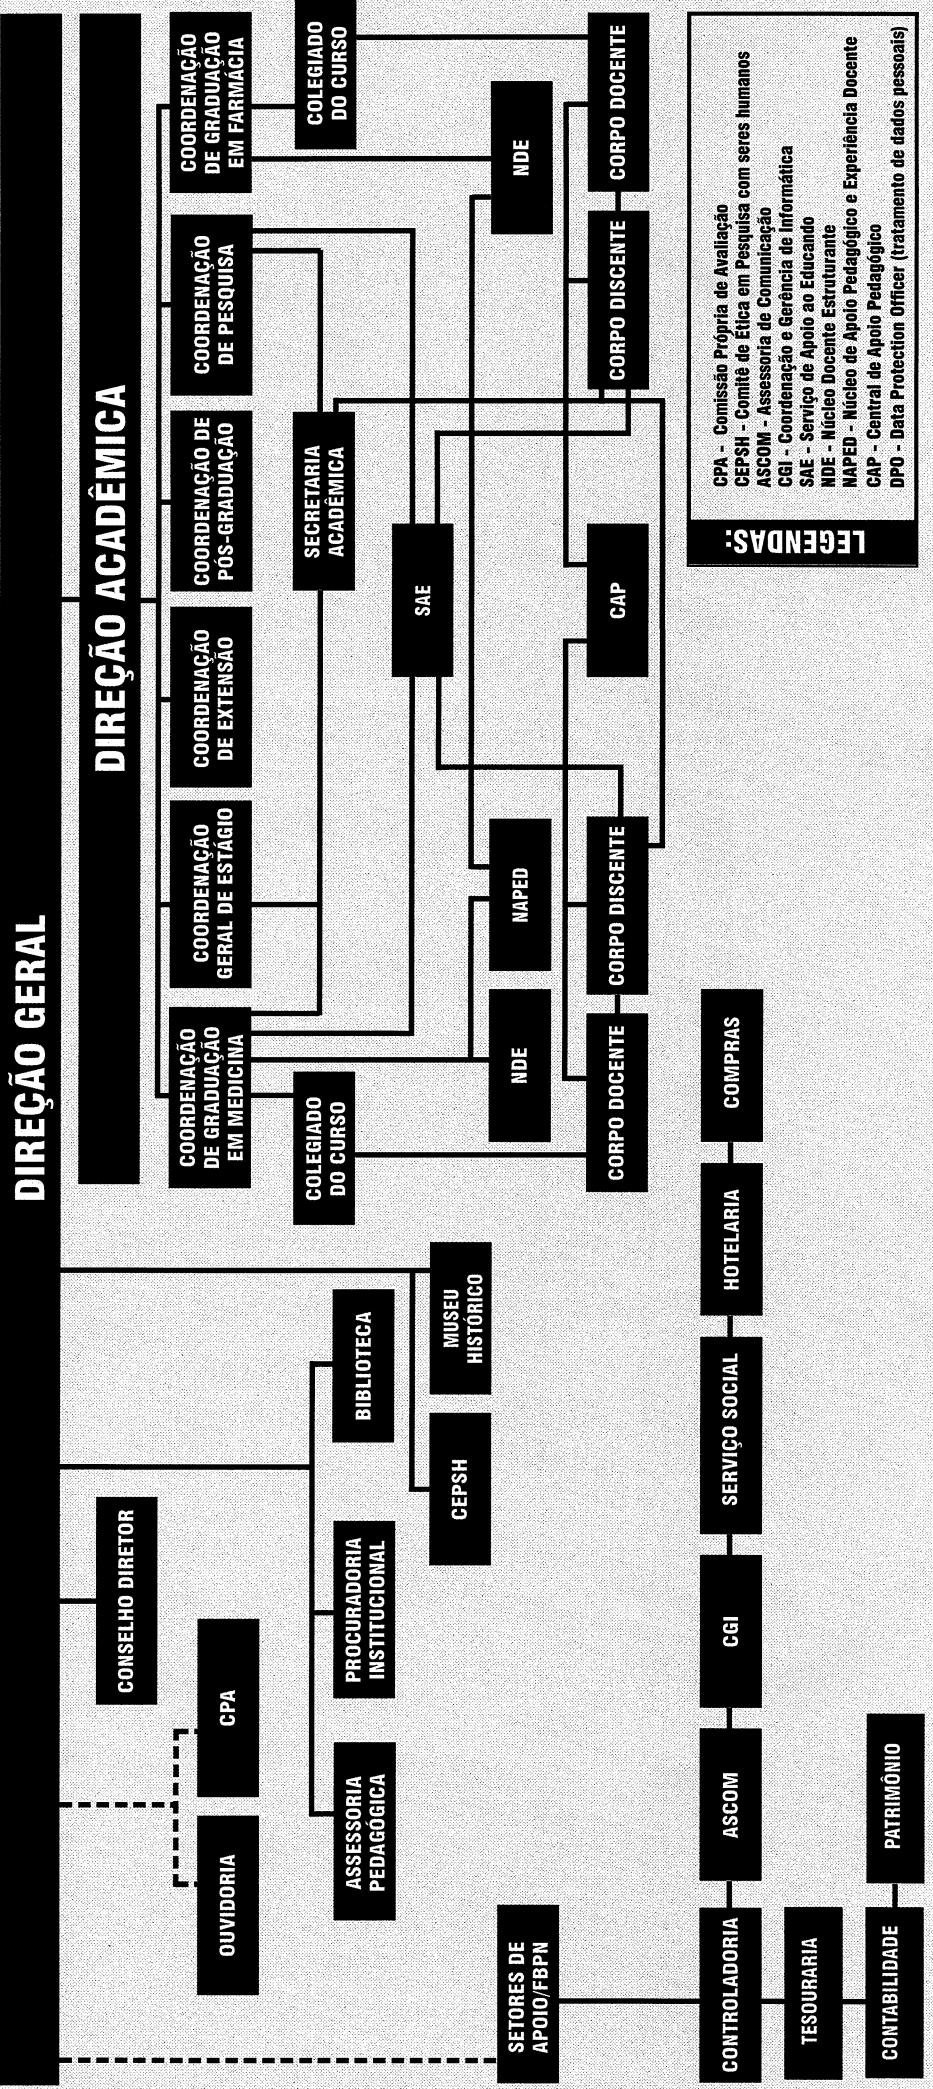 DIREÇÃO GERAL
DIREÇÃO ACADÊMICA
CONSELHO DIRETOR
OUVIDORIA
CPA
ASSESSORIA
PEDAGÓGICA
PROCURADORIA
INSTITUCIONAL
BIBLIOTECA
CEPSH
MUSEU
HISTÓRICO
COORDENAÇÃO
DE GRADUAÇÃO
EM MEDICINA
COORDENAÇÃO
GERAL DE ESTÁGIO
COORDENAÇÃO
DE EXTENSÃO
COORDENAÇÃO DE
PÓS-GRADUAÇÃO
COORDENAÇÃO
DE PESQUISA
COORDENAÇÃO
DE GRADUAÇÃO
EM FARMÁCIA
COLEGIADO
DO CURSO
SECRETARIA
ACADÊMICA
COLEGIADO
DO CURSO
SAE
NDE
NAPED
NDE
CORPO DOCENTE
CORPO DISCENTE
CAP
CORPO DISCENTE
CORPO DOCENTE
SETORES DE
APOIO/FBPN
CONTROLADORIA
ASCOM
CGI
SERVIÇO SOCIAL
HOTELARIA
COMPRAS
TESOURARIA
CONTABILIDADE
PATRIMÔNIO
LEGENDAS:
CPA - Comissão Própria de Avaliação
CEPSH - Comitê de Ética em Pesquisa com seres humanos
ASCOM - Assessoria de Comunicação
CGI - Coordenação e Gerência de Informática
SAE - Serviço de Apoio ao Educando
NDE - Núcleo Docente Estruturante
NAPED - Núcleo de Apoio Pedagógico e Experiência Docente
CAP - Central de Apoio Pedagógico
DPO - Data Protection Officer (tratamento de dados pessoais)